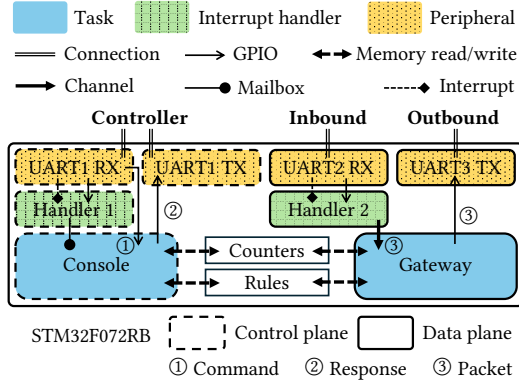 Task Interrupt handler Peripheral
Connection GPIO Memory read/write
Channel Mailbox Interrupt
Controller Inbound Outbound
UART1 RX UART1 TX UART2 RX UART3 TX
②
③
Handler 1 Handler 2
① ③
Console Counters Gateway
Rules
STM32F072RB Control plane Data plane
① Command ② Response ③ Packet